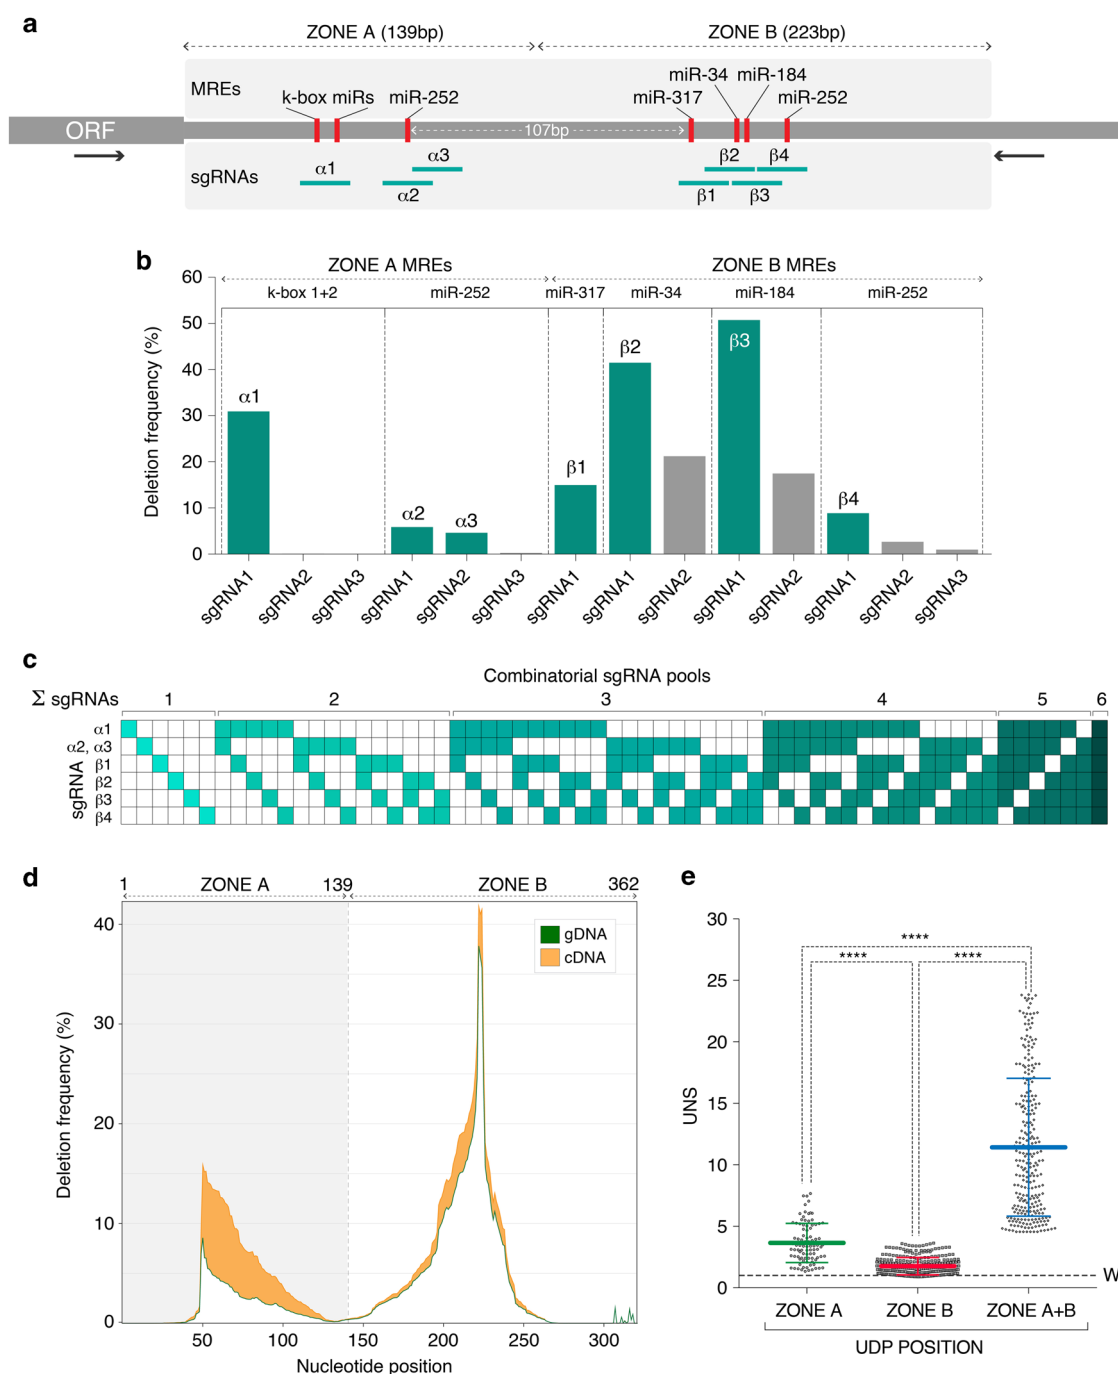 a
ZONE A (139bp)
ZONE B (223bp)
MREs
miR-34 miR-184
k-box miRs
miR-252
miR-317
miR-252
ORF
107bp
sgRNAs
α1
α3
α2
β2
β4
β1
β3
b
ZONE A MREs
ZONE B MREs
k-box 1+2
miR-252
miR-317
miR-34
miR-184
miR-252
Deletion frequency (%)
60
50
40
30
20
10
0
α1
α2
α3
β1
β2
β3
β4
sgRNA1
sgRNA2
sgRNA3
sgRNA1
sgRNA2
sgRNA3
sgRNA1
sgRNA1
sgRNA2
sgRNA1
sgRNA2
sgRNA1
sgRNA2
sgRNA3
c
Combinatorial sgRNA pools
Σ sgRNAs
1
2
3
4
5
6
sgRNA
α1
α2, α3
β1
β2
β3
β4
d
1
ZONE A
139
ZONE B
362
gDNA
cDNA
Deletion frequency (%)
40
30
20
10
0
50
100
150
200
250
300
Nucleotide position
e
UNS
30
25
20
15
10
5
0
****
****
****
W
ZONE A
ZONE B
ZONE A+B
UDP POSITION